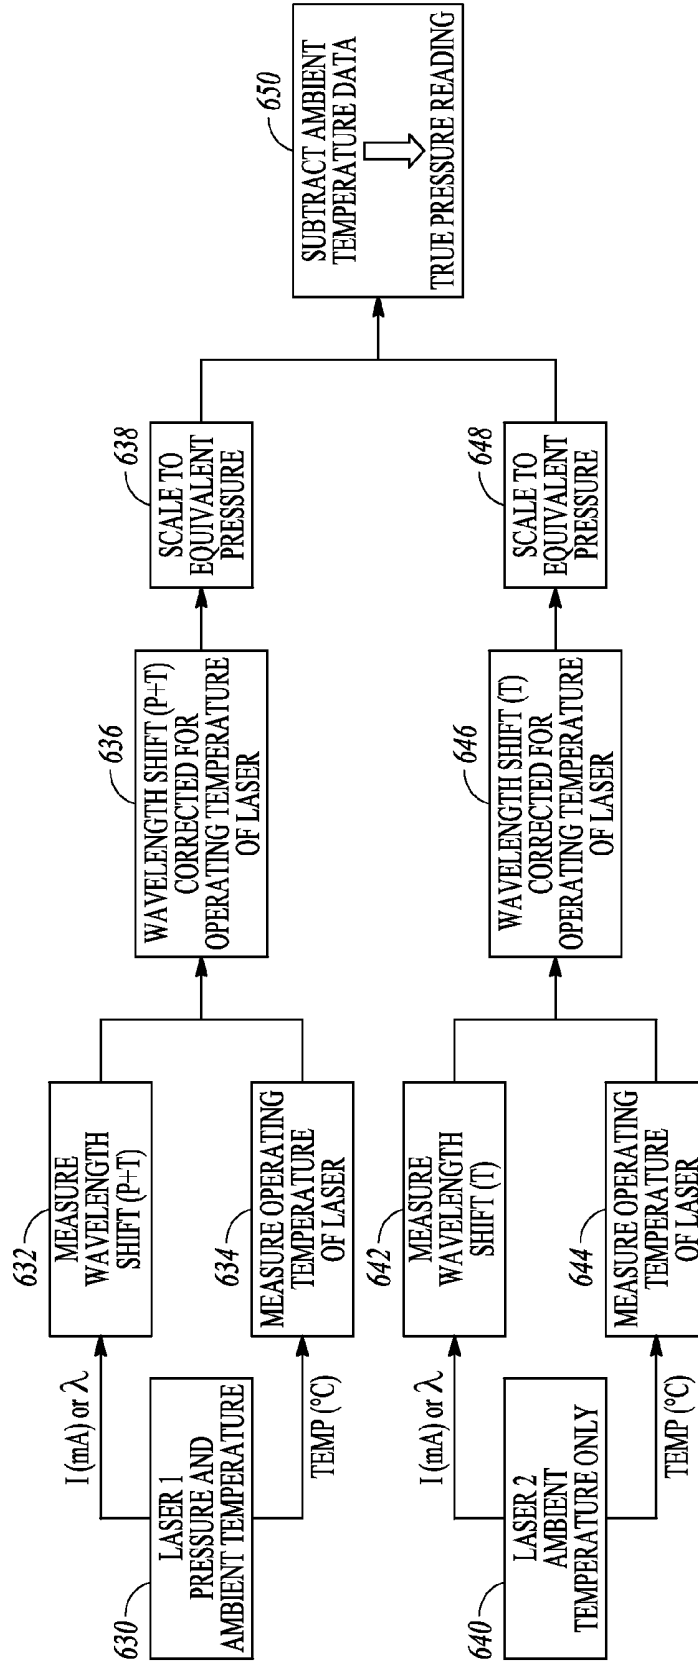 630
LASER 1
PRESSURE AND
AMBIENT TEMPERATURE
I (mA) or λ
TEMP (°C)
632
MEASURE
WAVELENGTH
SHIFT (P+T)
634
MEASURE OPERATING
TEMPERATURE
OF LASER
636
WAVELENGTH SHIFT (P+T)
CORRECTED FOR
OPERATING TEMPERATURE
OF LASER
638
SCALE TO
EQUIVALENT
PRESSURE
640
LASER 2
AMBIENT
TEMPERATURE ONLY
I (mA) or λ
TEMP (°C)
642
MEASURE
WAVELENGTH
SHIFT (T)
644
MEASURE OPERATING
TEMPERATURE
OF LASER
646
WAVELENGTH SHIFT (T)
CORRECTED FOR
OPERATING TEMPERATURE
OF LASER
648
SCALE TO
EQUIVALENT
PRESSURE
650
SUBTRACT AMBIENT
TEMPERATURE DATA
TRUE PRESSURE READING